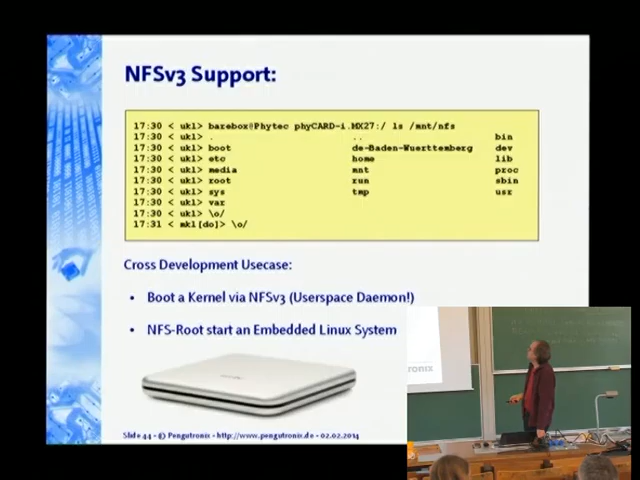 NFSv3 Support:
17:30 < ukl> barebox@Phytec phyCARD-i.MX27:/ ls /mnt/nfs
17:30 < ukl> . .. bin
17:30 < ukl> boot de-Baden-Wuerttemberg dev
17:30 < ukl> etc home lib
17:30 < ukl> media mnt proc
17:30 < ukl> root run sbin
17:30 < ukl> sys tmp usr
17:30 < ukl> var
17:30 < ukl> \o/
17:31 < mkl[do]> \o/
Cross Development Usecase:
• Boot a Kernel via NFSv3 (Userspace Daemon!)
• NFS-Root start an Embedded Linux System
Slide 44 - © Pengutronix - http://www.pengutronix.de - 02.02.2014
ronix